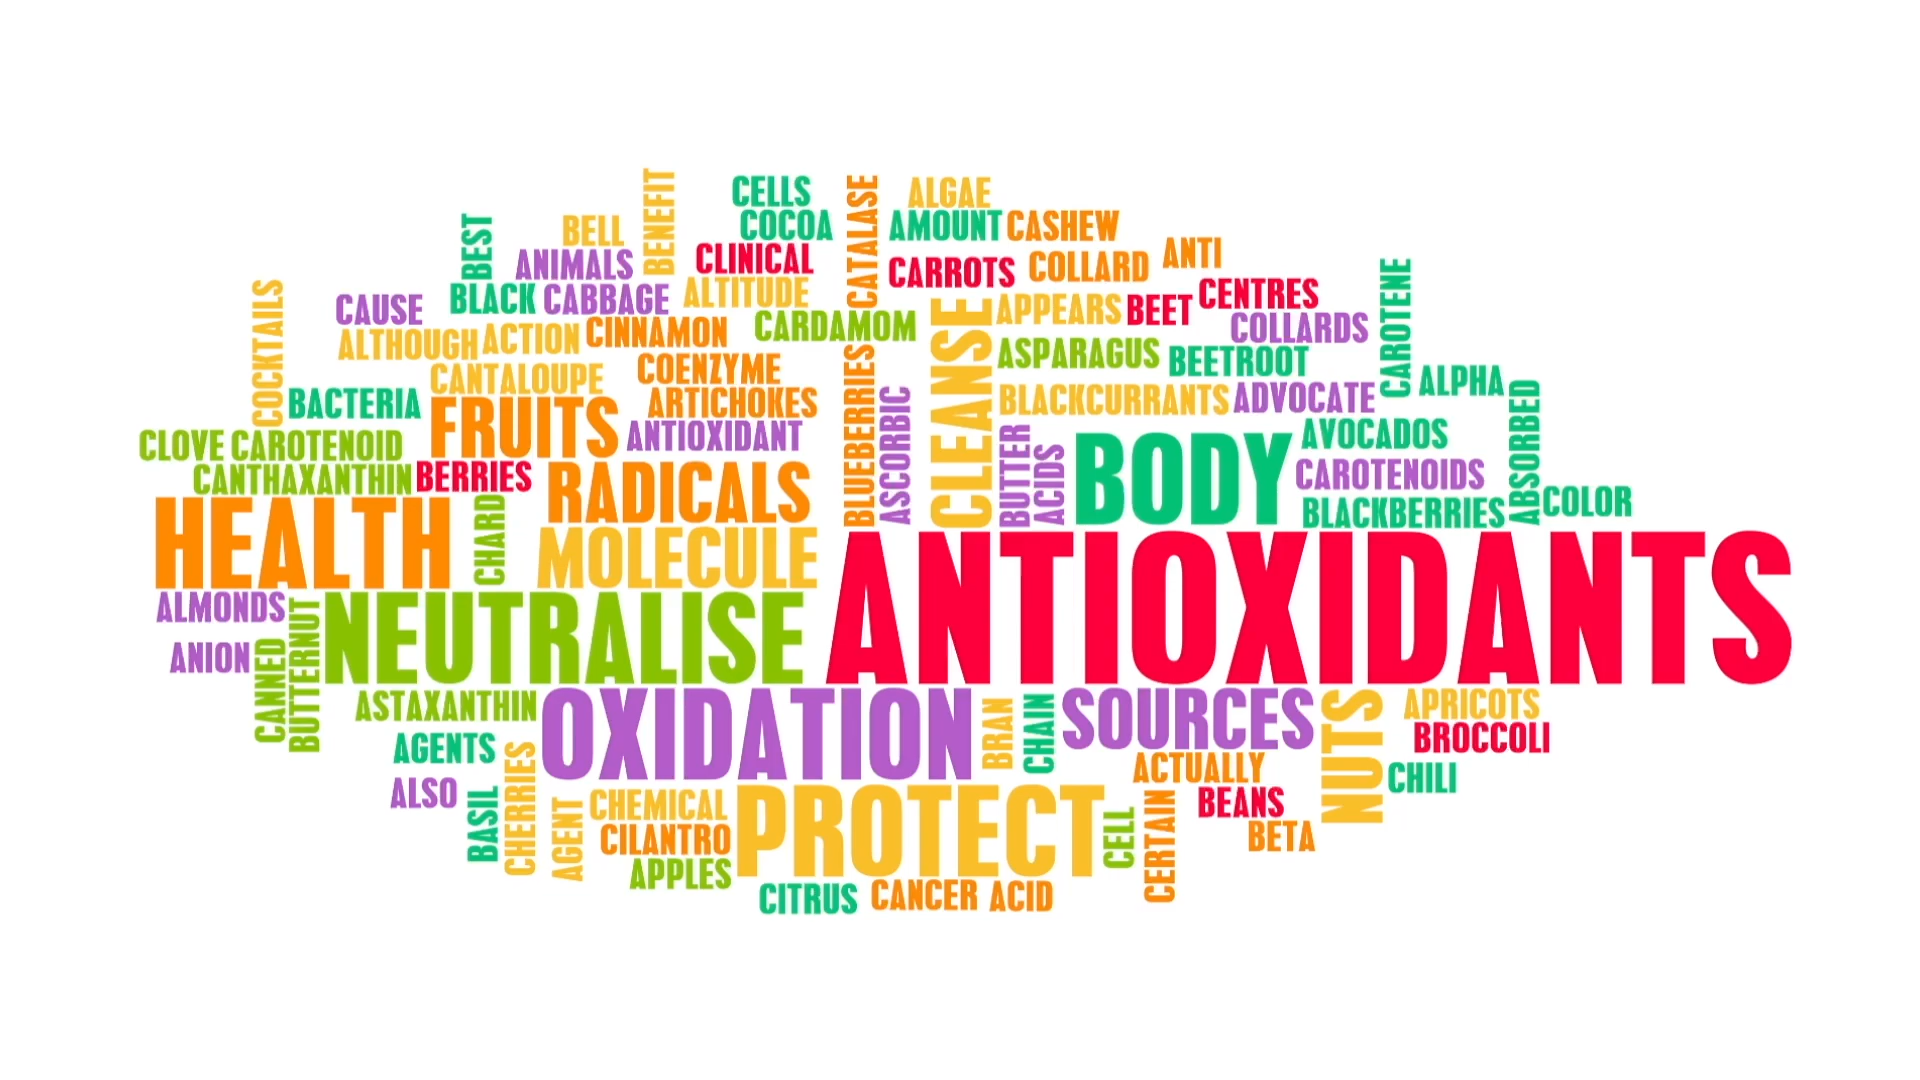 BENEFIT
CELLS
CATALASE
ALGAE
BEST
BELL
COCOA
AMOUNT
CASHEW
ANIMALS
CLINICAL
CARROTS
COLLARD
ANTI
COCKTAILS
CAUSE
BLACK
CABBAGE
ALTITUDE
CLEANSE
APPEARS
BEET
CENTRES
CAROTENE
ALTHOUGH
ACTION
CINNAMON
CARDAMOM
COLLARDS
CANTALOUPE
COENZYME
BLUEBERRIES
ASPARAGUS
BEETROOT
ALPHA
BACTERIA
FRUITS
ARTICHOKES
ASCORBIC
BLACKCURRANTS
ADVOCATE
ABSORBED
CLOVE
CAROTENOID
ANTIOXIDANT
BUTTER
ACIDS
BODY
AVOCADOS
CANTHAXANTHIN
BERRIES
RADICALS
CAROTENOIDS
HEALTH
CHARD
MOLECULE
BLACKBERRIES
COLOR
ALMONDS
BUTTERNUT
NEUTRALISE
ANTIOXIDANTS
ANION
CANNED
ASTAXANTHIN
OXIDATION
BRAN
CHAIN
SOURCES
NUTS
APRICOTS
AGENTS
BROCCOLI
ALSO
BASIL
CHERRIES
AGENT
CHEMICAL
PROTECT
CELL
CERTAIN
ACTUALLY
CHILI
CILANTRO
BEANS
APPLES
BETA
CITRUS
CANCER
ACID